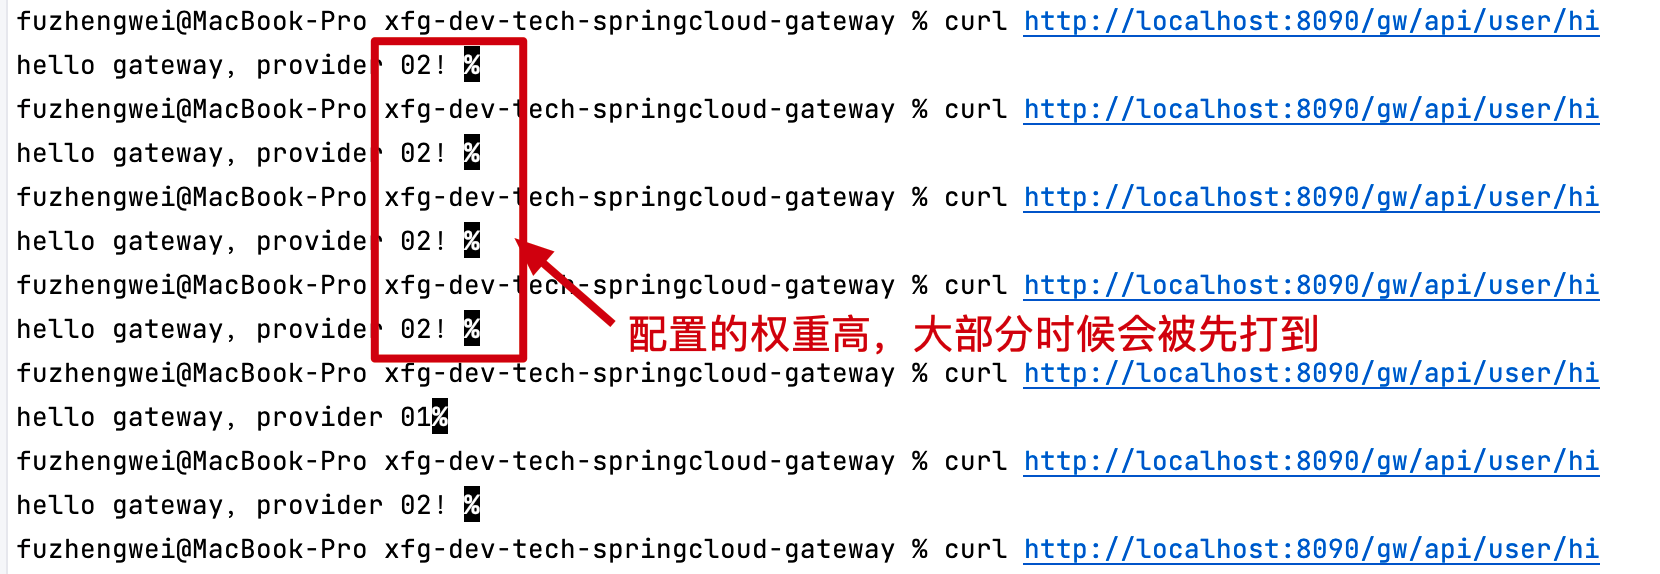 fuzhengwei@MacBook-Pro xfg-dev-tech-springcloud-gateway % curl http://localhost:8090/gw/api/user/hi
hello gateway, provider 02! %
fuzhengwei@MacBook-Pro xfg-dev-tech-springcloud-gateway % curl http://localhost:8090/gw/api/user/hi
hello gateway, provider 02! %
fuzhengwei@MacBook-Pro xfg-dev-tech-springcloud-gateway % curl http://localhost:8090/gw/api/user/hi
hello gateway, provider 02! %
fuzhengwei@MacBook-Pro xfg-dev-tech-springcloud-gateway % curl http://localhost:8090/gw/api/user/hi
hello gateway, provider 02! %
配置的权重高，大部分时候会被先打到
fuzhengwei@MacBook-Pro xfg-dev-tech-springcloud-gateway % curl http://localhost:8090/gw/api/user/hi
hello gateway, provider 01%
fuzhengwei@MacBook-Pro xfg-dev-tech-springcloud-gateway % curl http://localhost:8090/gw/api/user/hi
hello gateway, provider 02! %
fuzhengwei@MacBook-Pro xfg-dev-tech-springcloud-gateway % curl http://localhost:8090/gw/api/user/hi